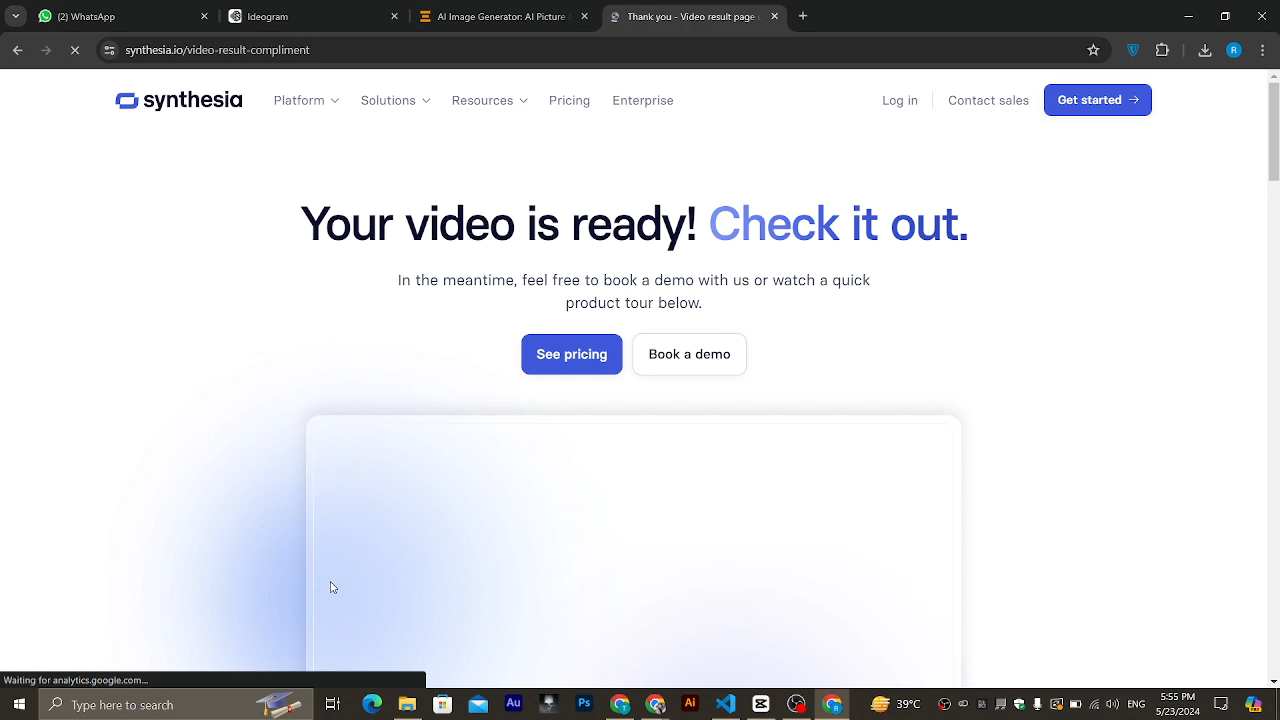 (2) WhatsApp
Ideogram
AI Image Generator: AI Picture
Thank you - Video result page
synthesia.io/video-result-compliment
R
synthesia
Platform
Solutions
Resources
Pricing
Enterprise
Log in
Contact sales
Get started
Your video is ready! Check it out.
In the meantime, feel free to book a demo with us or watch a quick
product tour below.
See pricing
Book a demo
Waiting for analytics.google.com...
Type here to search
Au
Ps
Ai
39°C
ENG
5:55 PM
5/23/2024